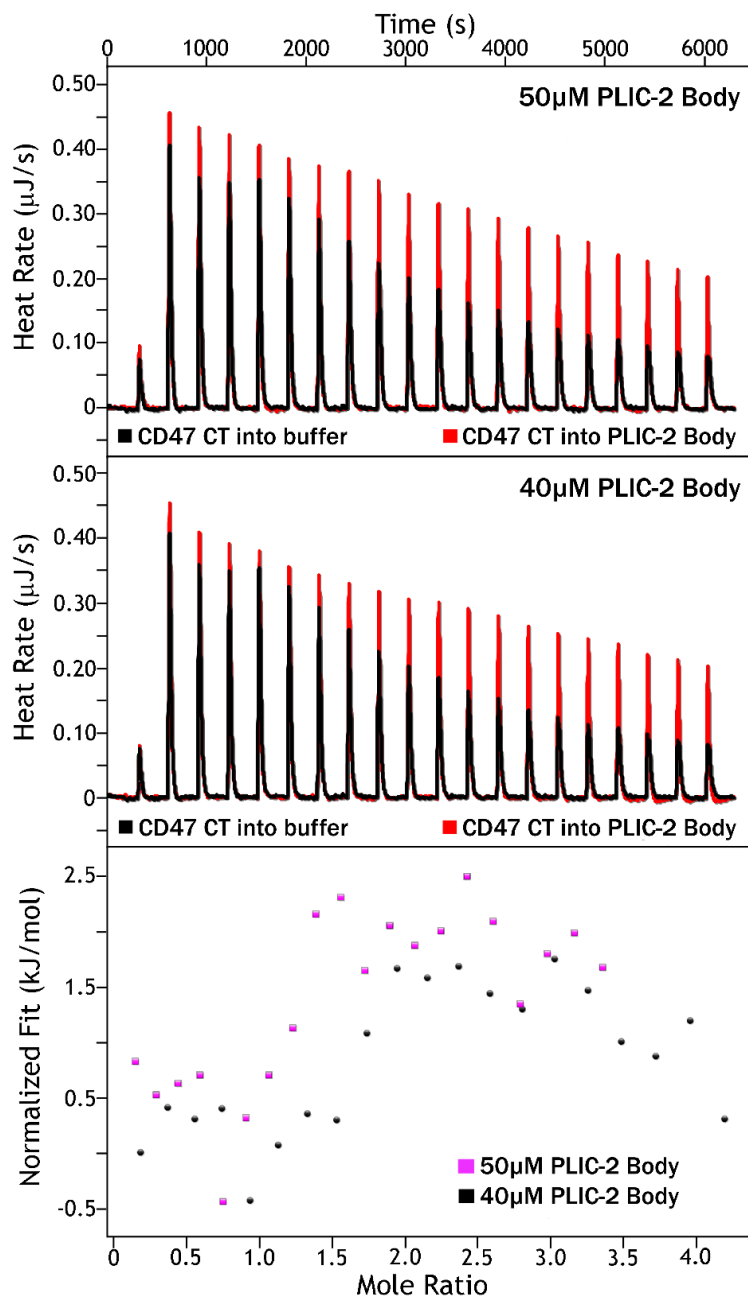 Time (s)
0 1000 2000 3000 4000 5000 6000
50μM PLIC-2 Body
Heat Rate (μJ/s)
0.50
0.40
0.30
0.20
0.10
0
CD47 CT into buffer CD47 CT into PLIC-2 Body
40μM PLIC-2 Body
Heat Rate (μJ/s)
0.50
0.40
0.30
0.20
0.10
0
CD47 CT into buffer CD47 CT into PLIC-2 Body
Normalized Fit (kJ/mol)
2.5
1.5
0.5
-0.5
50μM PLIC-2 Body
40μM PLIC-2 Body
0 0.5 1.0 1.5 2.0 2.5 3.0 3.5 4.0
Mole Ratio